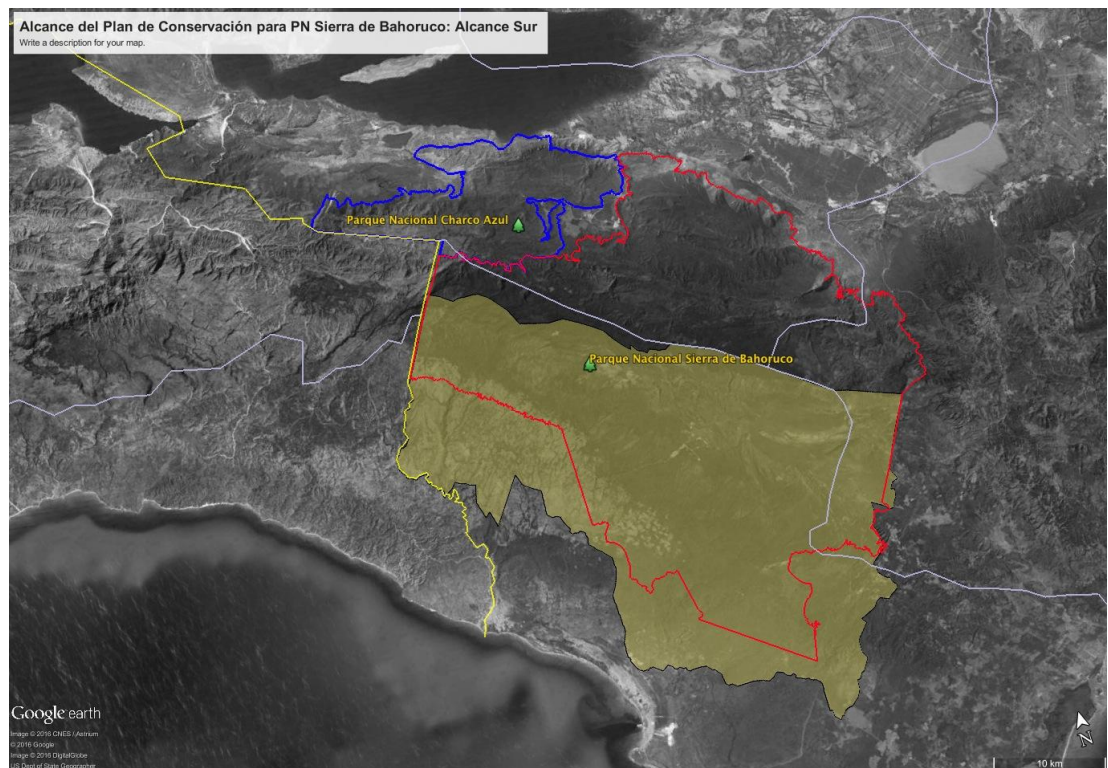 Alcance del Plan de Conservación para PN Sierra de Bahoruco: Alcance Sur
Write a description for your map.
Parque Nacional Charco Azul
Parque Nacional Sierra de Bahoruco
Google earth
Image © 2016 CNES / Astrium
© 2016 Google
Image © 2016 DigitalGlobe
US Dept of State Geographer
N
10 km